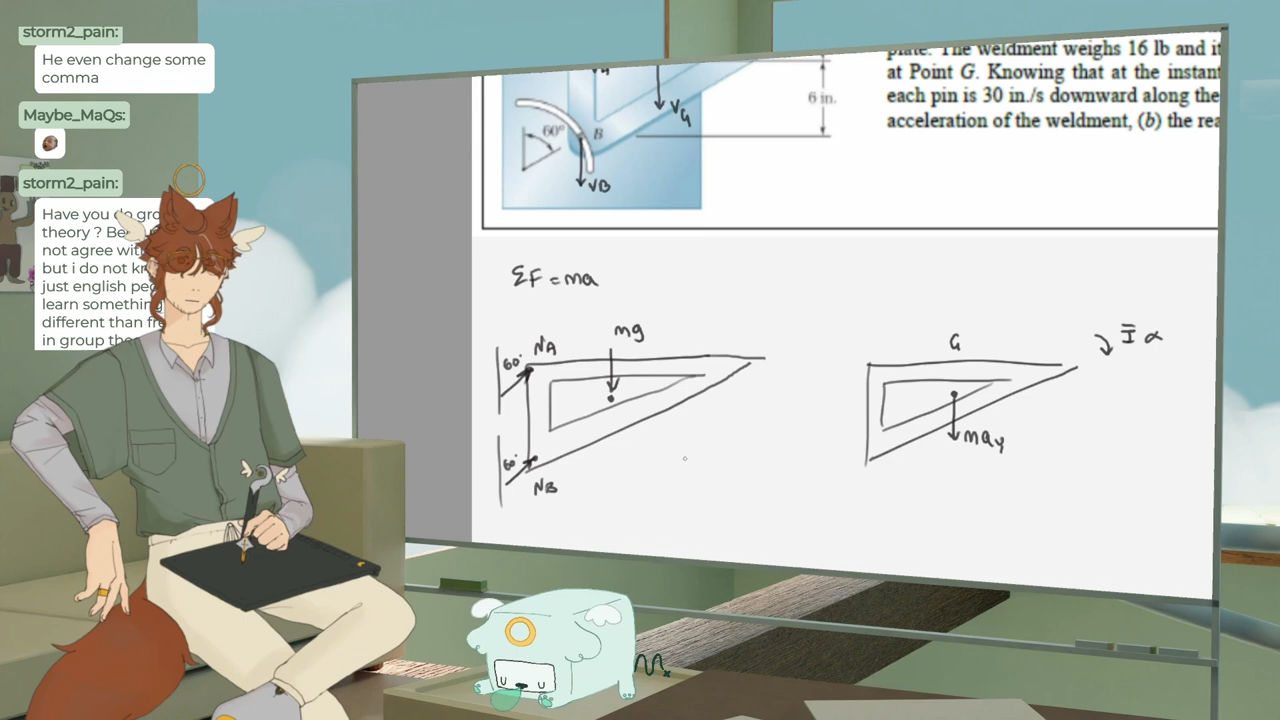 storm2_pain:
He even change some
comma
Maybe_MaQs:
storm2_pain:
Have you do
theory ?
not agree
but i do not
just english
learn something
different than
in group
plate. The weldment weighs 16 lb and
at Point G. Knowing that at the instant
each pin is 30 in./s downward along the
acceleration of the weldment, (b) the
6 in.
VG
60°
B
VB
ΣF = ma
mg
NA
60°
60°
NB
G
Īα
may